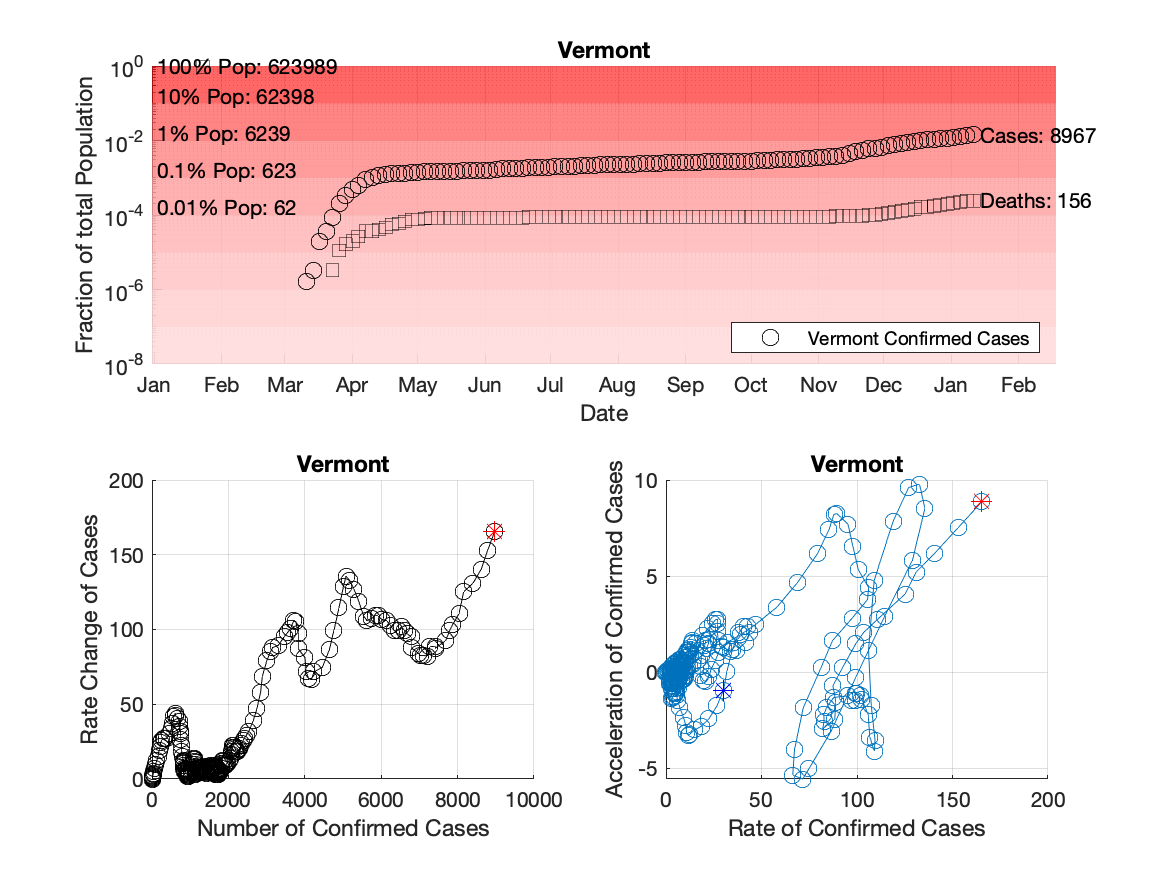 Vermont
Fraction of total Population
10^0
10^-2
10^-4
10^-6
10^-8
100% Pop: 623989
10% Pop: 62398
1% Pop: 6239
0.1% Pop: 623
0.01% Pop: 62
Cases: 8967
Deaths: 156
Vermont Confirmed Cases
Jan Feb Mar Apr May Jun Jul Aug Sep Oct Nov Dec Jan Feb
Date
Vermont
Rate Change of Cases
200
150
100
50
0
0 2000 4000 6000 8000 10000
Number of Confirmed Cases
Vermont
Acceleration of Confirmed Cases
10
5
0
-5
0 50 100 150 200
Rate of Confirmed Cases